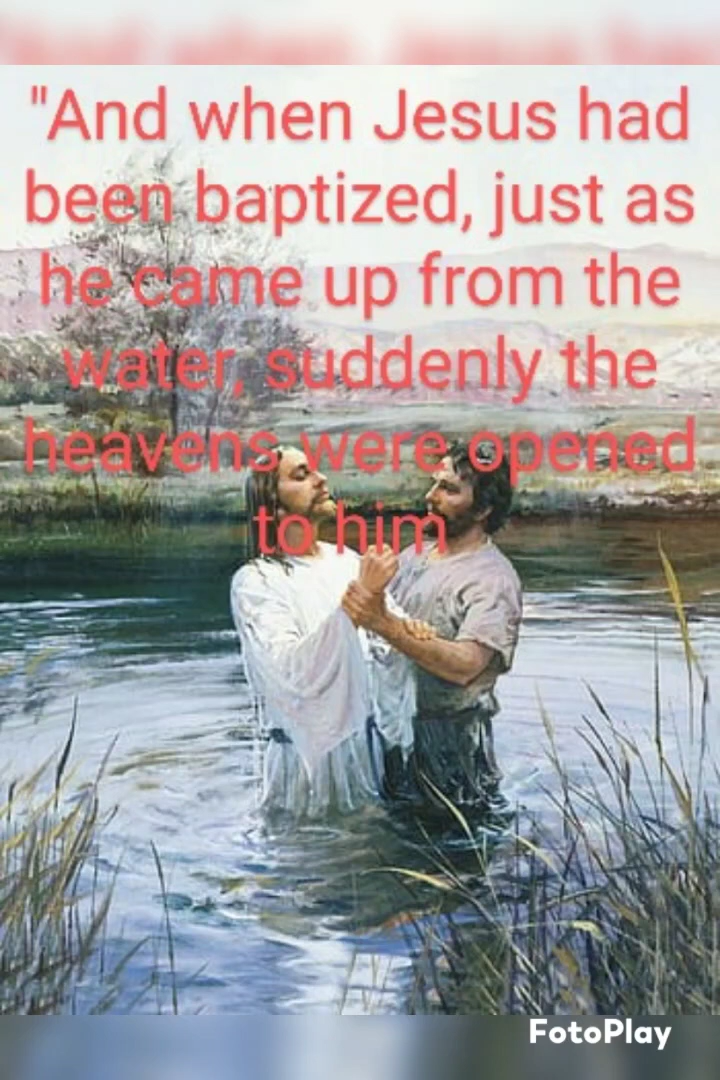 "And when Jesus had
been baptized, just as
he came up from the
water, suddenly the
heavens were opened
to him
FotoPlay